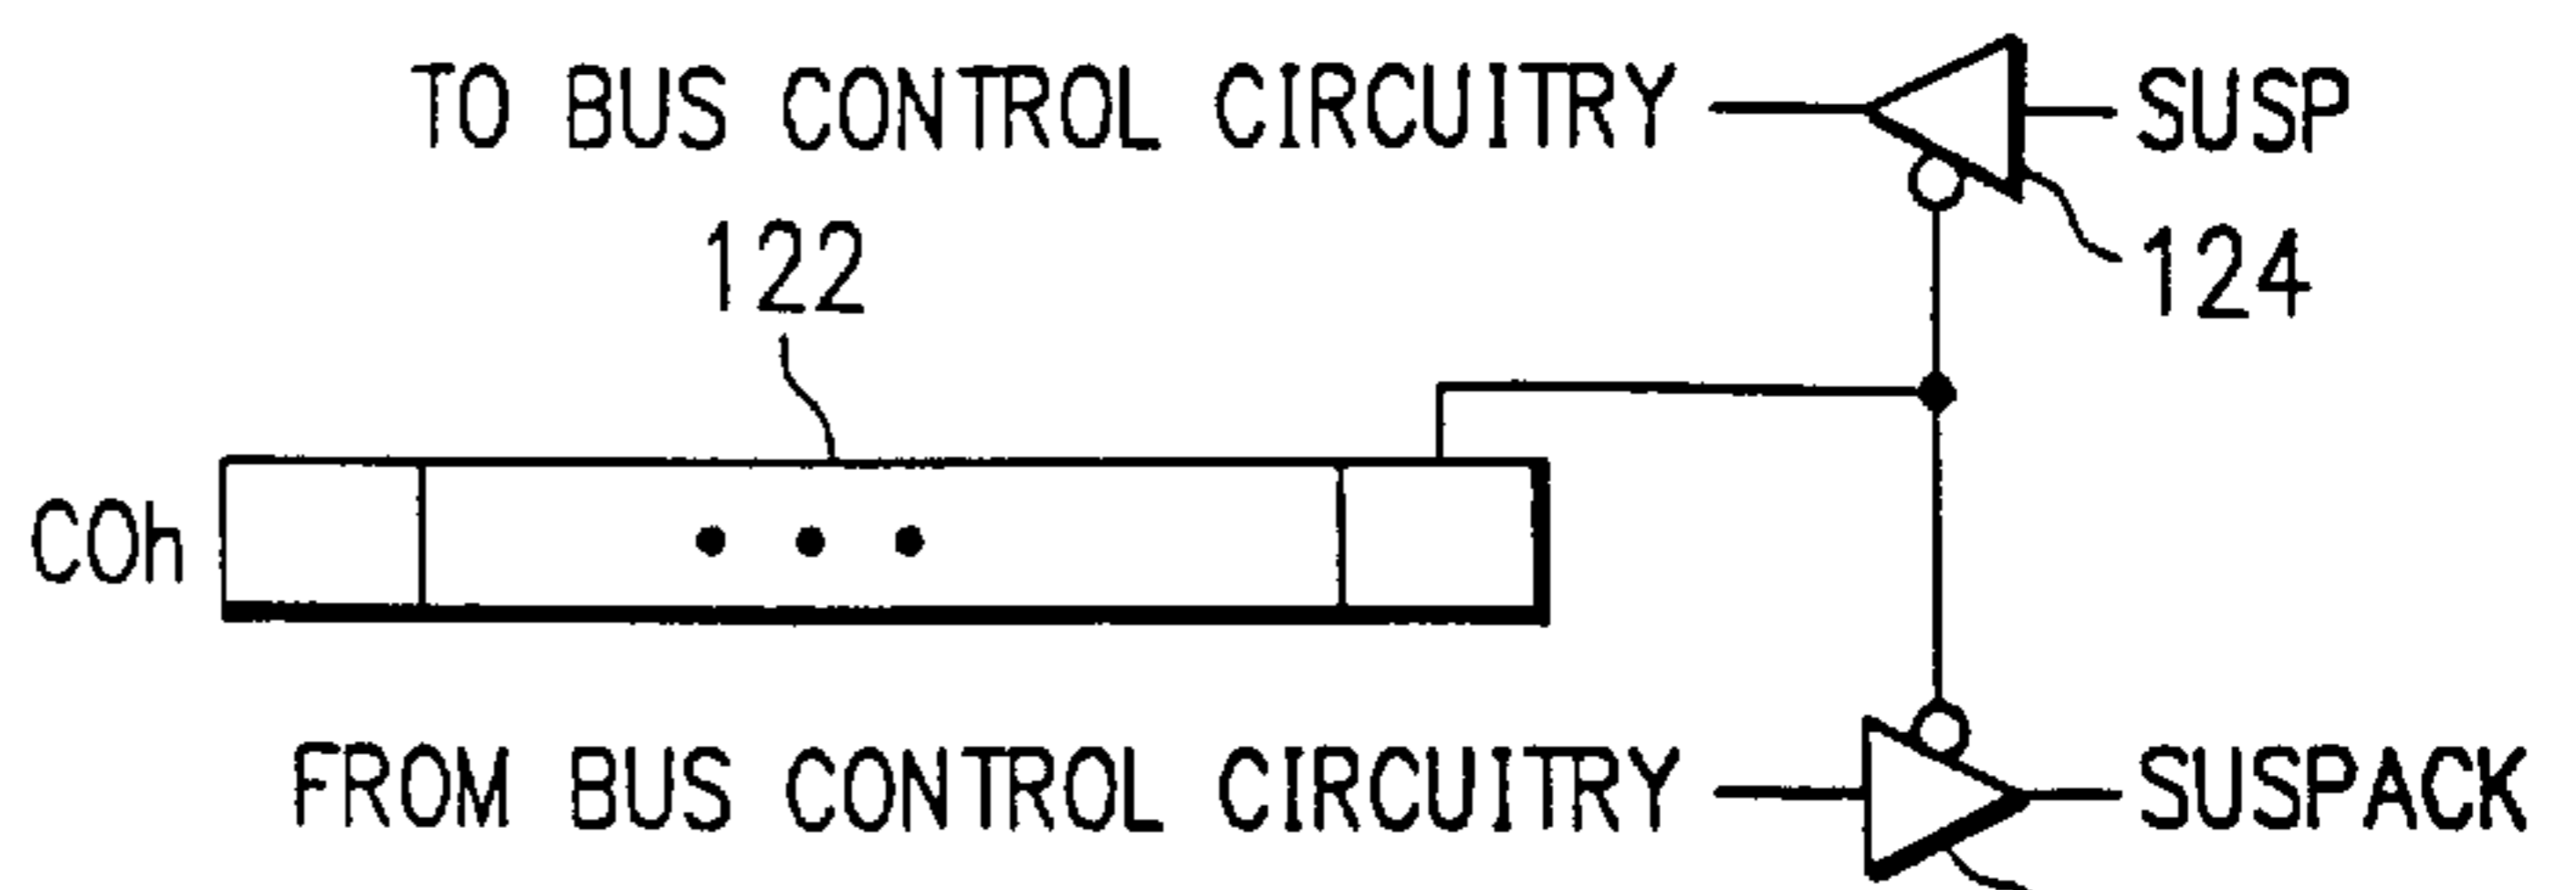 TO BUS CONTROL CIRCUITRY SUSP
122
124
COh
FROM BUS CONTROL CIRCUITRY SUSPACK